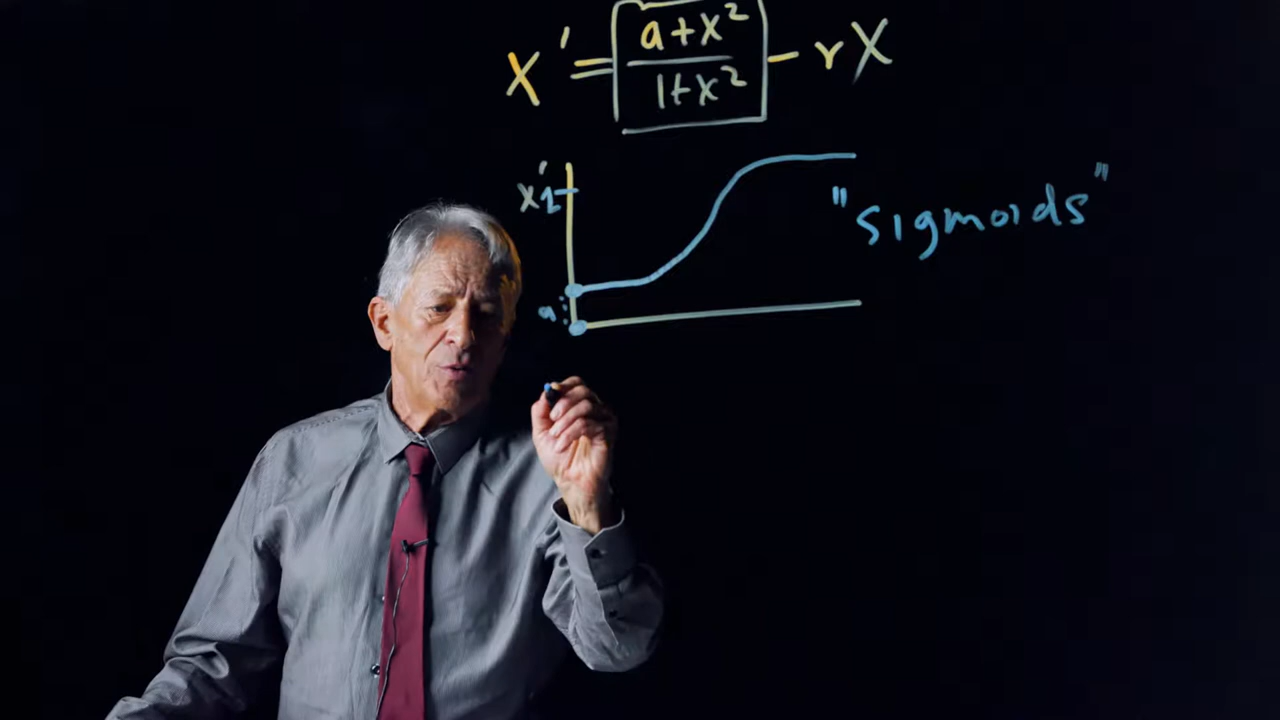 X' = a+x² / 1+x² - rX
X' 1
"sigmoids"
a